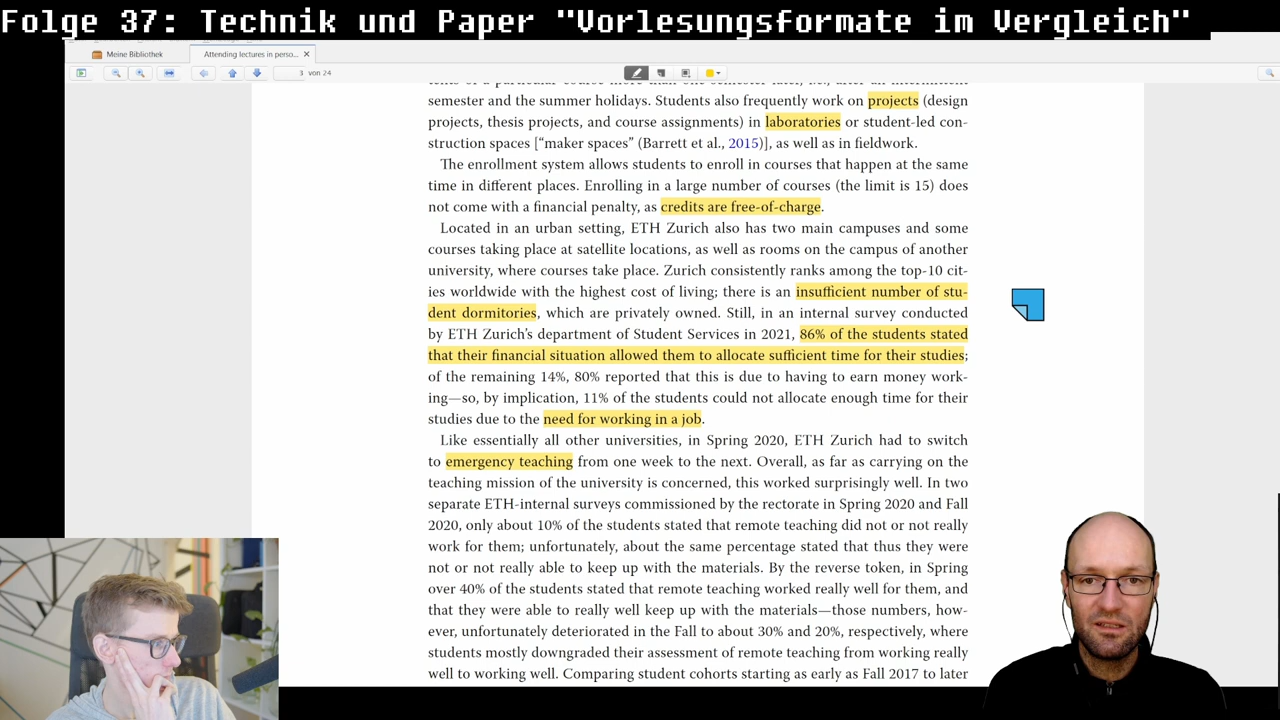 Folge 37: Technik und Paper "Vorlesungsformate im Vergleich"
Meine Bibliothek
Attending lectures in perso...
3 von 24
semester and the summer holidays. Students also frequently work on projects (design
projects, thesis projects, and course assignments) in laboratories or student-led con-
struction spaces [“maker spaces” (Barrett et al., 2015)], as well as in fieldwork.
The enrollment system allows students to enroll in courses that happen at the same
time in different places. Enrolling in a large number of courses (the limit is 15) does
not come with a financial penalty, as credits are free-of-charge.
Located in an urban setting, ETH Zurich also has two main campuses and some
courses taking place at satellite locations, as well as rooms on the campus of another
university, where courses take place. Zurich consistently ranks among the top-10 cit-
ies worldwide with the highest cost of living; there is an insufficient number of stu-
dent dormitories, which are privately owned. Still, in an internal survey conducted
by ETH Zurich’s department of Student Services in 2021, 86% of the students stated
that their financial situation allowed them to allocate sufficient time for their studies;
of the remaining 14%, 80% reported that this is due to having to earn money work-
ing—so, by implication, 11% of the students could not allocate enough time for their
studies due to the need for working in a job.
Like essentially all other universities, in Spring 2020, ETH Zurich had to switch
to emergency teaching from one week to the next. Overall, as far as carrying on the
teaching mission of the university is concerned, this worked surprisingly well. In two
separate ETH-internal surveys commissioned by the rectorate in Spring 2020 and Fall
2020, only about 10% of the students stated that remote teaching did not or not really
work for them; unfortunately, about the same percentage stated that thus they were
not or not really able to keep up with the materials. By the reverse token, in Spring
over 40% of the students stated that remote teaching worked really well for them, and
that they were able to really well keep up with the materials—those numbers, how-
ever, unfortunately deteriorated in the Fall to about 30% and 20%, respectively, where
students mostly downgraded their assessment of remote teaching from working really
well to working well. Comparing student cohorts starting as early as Fall 2017 to later